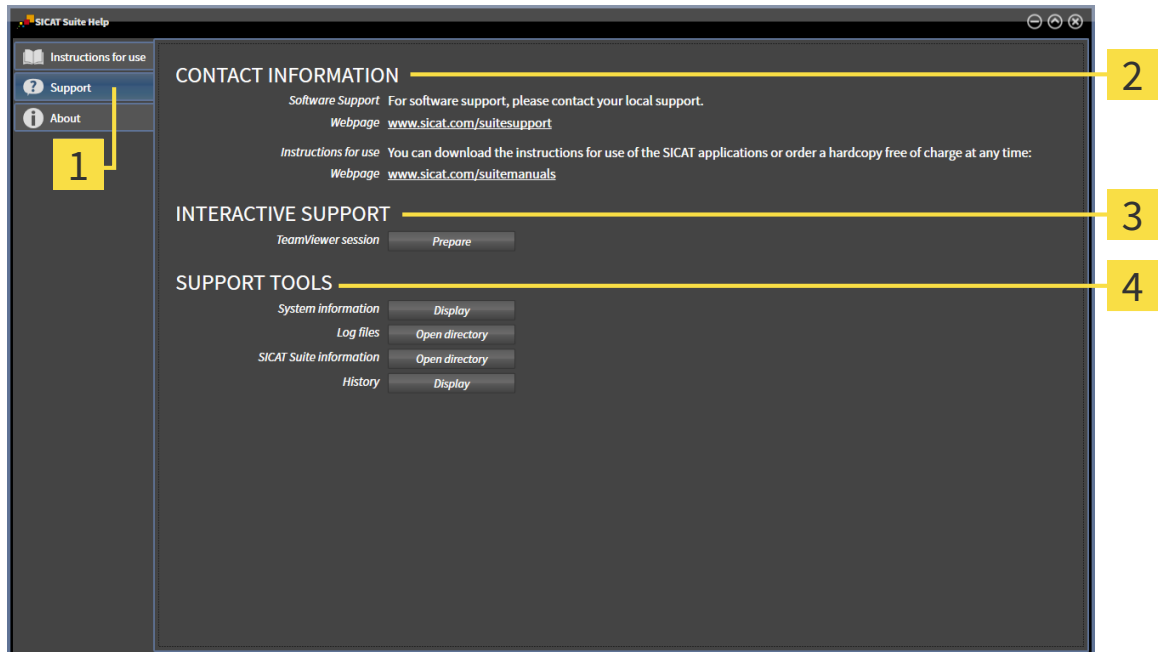 SICAT Suite Help
Instructions for use
Support
About
1
CONTACT INFORMATION
2
Software Support For software support, please contact your local support.
Webpage www.sicat.com/suitesupport
Instructions for use You can download the instructions for use of the SICAT applications or order a hardcopy free of charge at any time:
Webpage www.sicat.com/suitemanuals
INTERACTIVE SUPPORT
3
TeamViewer session Prepare
SUPPORT TOOLS
4
System information Display
Log files Open directory
SICAT Suite information Open directory
History Display